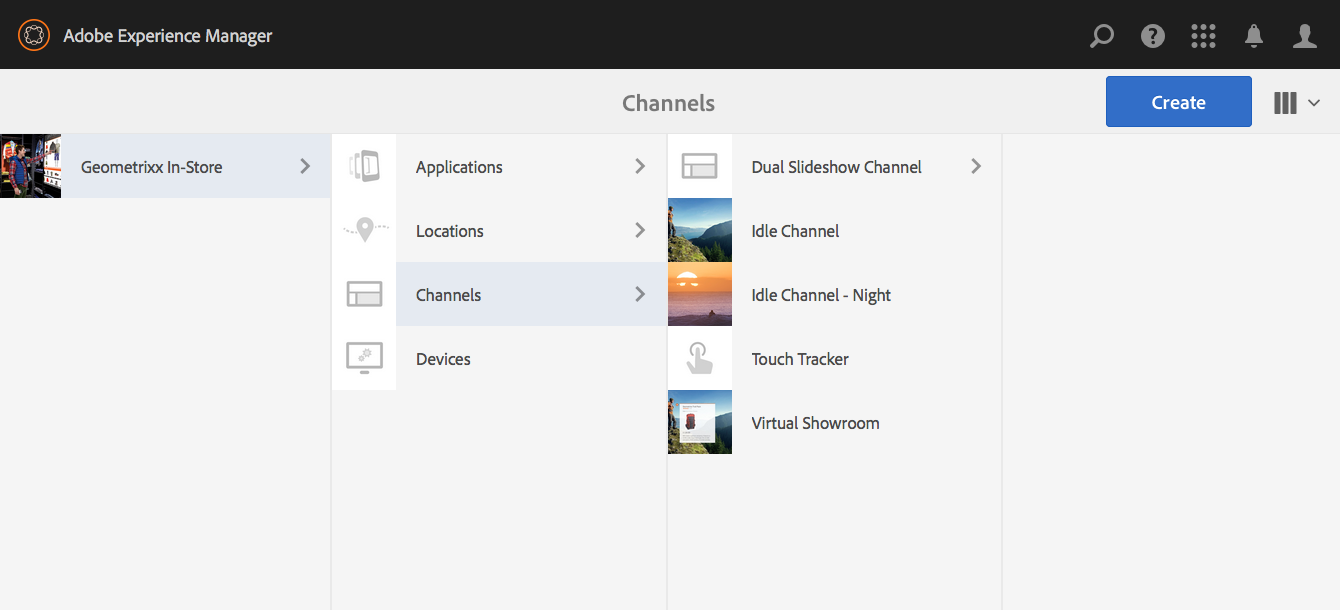 Adobe Experience Manager
Channels
Create
Geometrixx In-Store
Applications
Locations
Channels
Devices
Dual Slideshow Channel
Idle Channel
Idle Channel - Night
Touch Tracker
Virtual Showroom